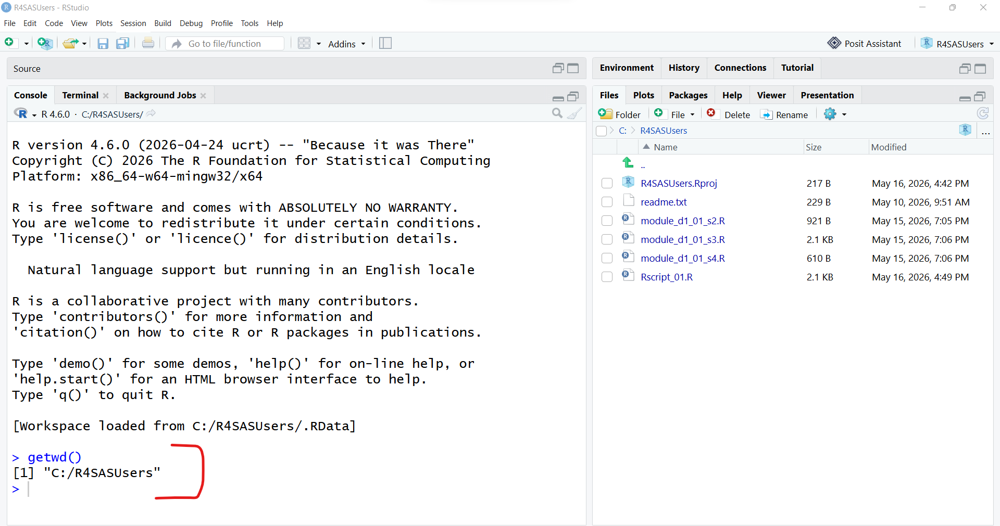 R4SASUsers - RStudio
File Edit Code View Plots Session Build Debug Profile Tools Help
Go to file/function Addins Posit Assistant R4SASUsers
Source
Console Terminal Background Jobs
R 4.6.0 · C:/R4SASUsers/
R version 4.6.0 (2026-04-24 ucrt) -- "Because it was There"
Copyright (C) 2026 The R Foundation for Statistical Computing
Platform: x86_64-w64-mingw32/x64
R is free software and comes with ABSOLUTELY NO WARRANTY.
You are welcome to redistribute it under certain conditions.
Type 'license()' or 'licence()' for distribution details.
Natural language support but running in an English locale
R is a collaborative project with many contributors.
Type 'contributors()' for more information and
'citation()' on how to cite R or R packages in publications.
Type 'demo()' for some demos, 'help()' for on-line help, or
'help.start()' for an HTML browser interface to help.
Type 'q()' to quit R.
[Workspace loaded from C:/R4SASUsers/.RData]
> getwd()
[1] "C:/R4SASUsers"
>
Environment History Connections Tutorial
Files Plots Packages Help Viewer Presentation
Folder File Delete Rename
C: R4SASUsers ...
Name Size Modified
..
R4SASUsers.Rproj 217 B May 16, 2026, 4:42 PM
readme.txt 229 B May 10, 2026, 9:51 AM
module_d1_01_s2.R 921 B May 15, 2026, 7:05 PM
module_d1_01_s3.R 2.1 KB May 15, 2026, 7:06 PM
module_d1_01_s4.R 610 B May 15, 2026, 7:06 PM
Rscript_01.R 2.1 KB May 16, 2026, 4:49 PM